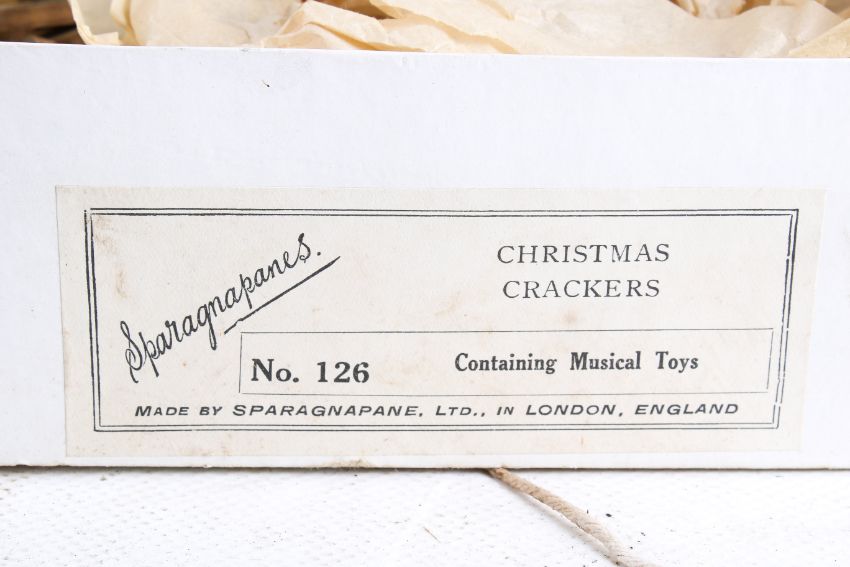 Sparagnapanes.
CHRISTMAS
CRACKERS
No. 126
Containing Musical Toys
MADE BY SPARAGNAPANE, LTD., IN LONDON, ENGLAND